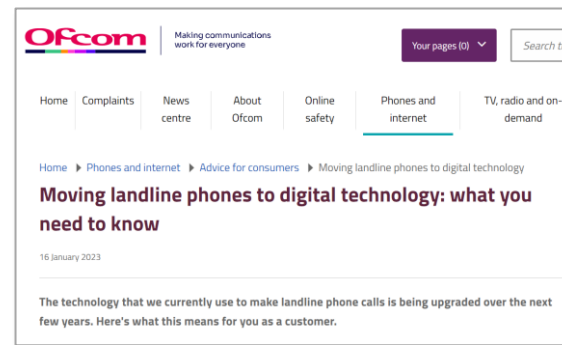 Ofcom
Making communications
work for everyone
Your pages (0)
Search
Home
Complaints
News
centre
About
Ofcom
Online
safety
Phones and
internet
TV, radio and on-
demand
Home Phones and internet Advice for consumers Moving landline phones to digital technology
Moving landline phones to digital technology: what you
need to know
16 January 2023
The technology that we currently use to make landline phone calls is being upgraded over the next
few years. Here's what this means for you as a customer.